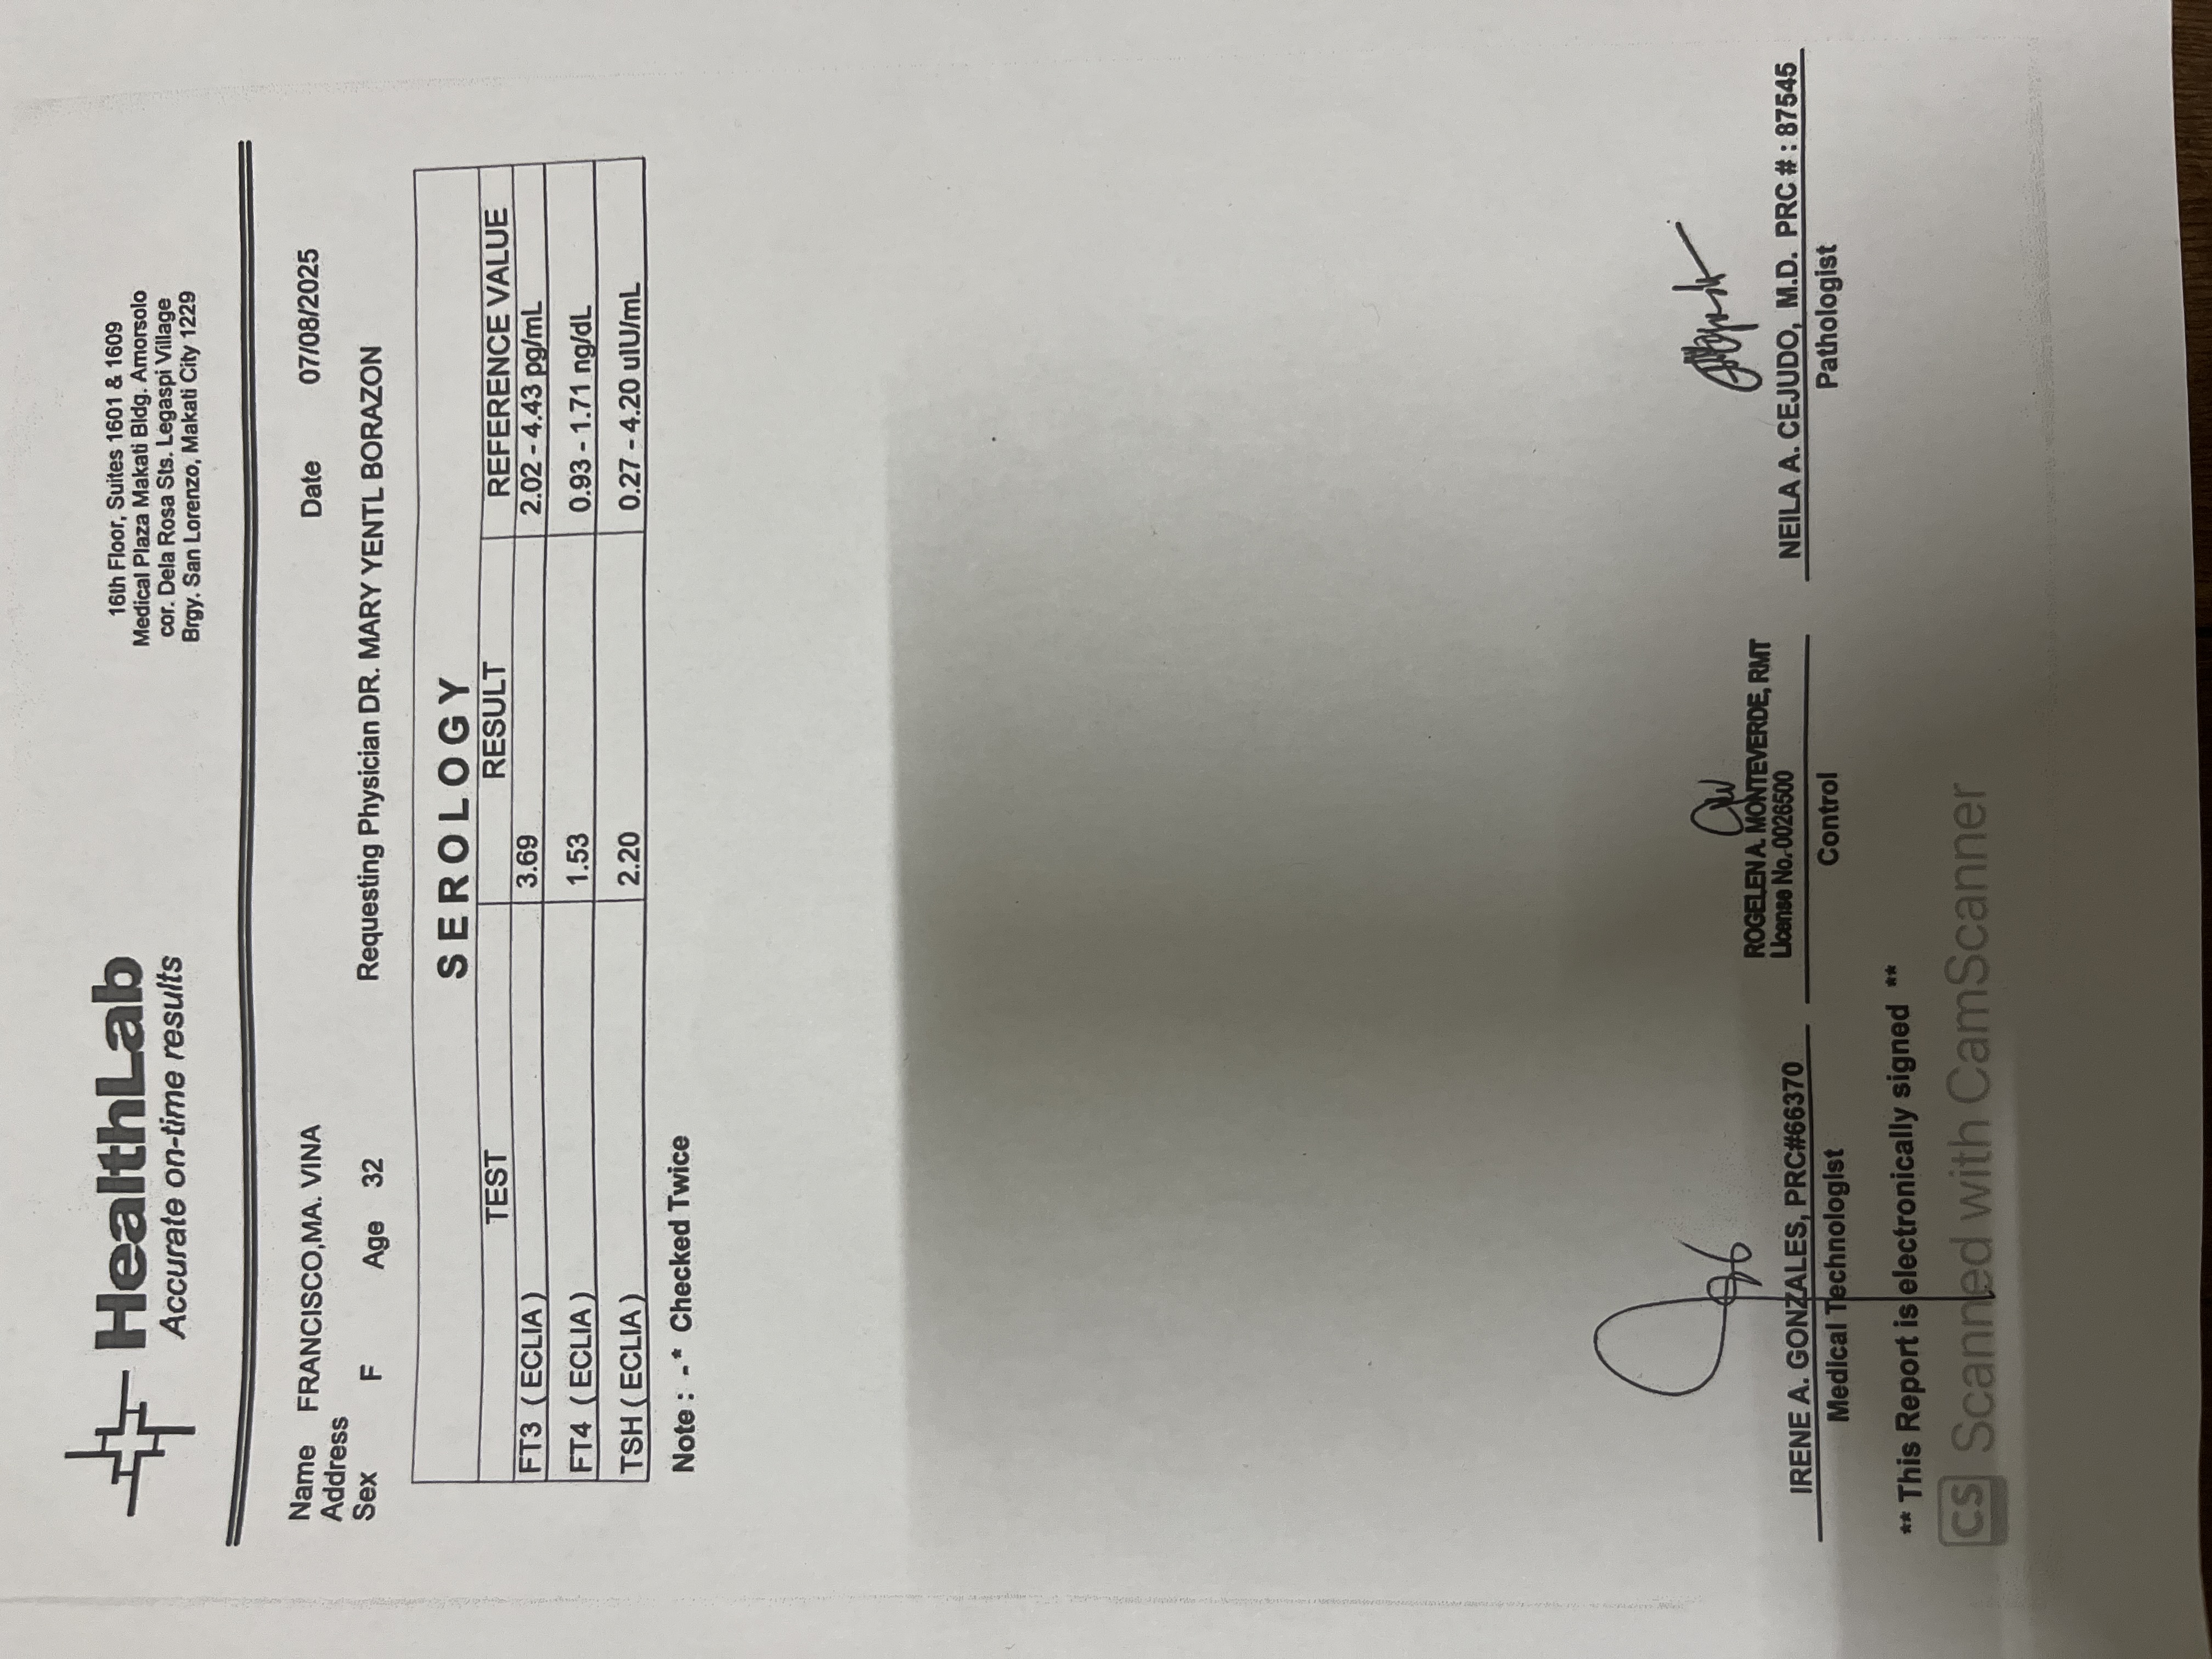 HealthLab
Accurate on-time results
16th Floor, Suites 1601 & 1609
Medical Plaza Makati Bldg. Amorsolo
cor. Dela Rosa Sts. Legaspi Village
Brgy. San Lorenzo, Makati City 1229
Name FRANCISCO,MA. VINA Date 07/08/2025
Address
Sex F Age 32 Requesting Physician DR. MARY YENTL BORAZON
SEROLOGY
TEST RESULT REFERENCE VALUE
FT3 ( ECLIA ) 3.69 2.02 - 4.43 pg/mL
FT4 ( ECLIA ) 1.53 0.93 - 1.71 ng/dL
TSH ( ECLIA ) 2.20 0.27 - 4.20 uIU/mL
Note : -* Checked Twice
IRENE A. GONZALES, PRC#66370
Medical Technologist
ROGELEN A. MONTEVERDE, RMT
License No. 0026500
Control
NEILA A. CEJUDO, M.D. PRC # : 87545
Pathologist
** This Report is electronically signed **
CS Scanned with CamScanner